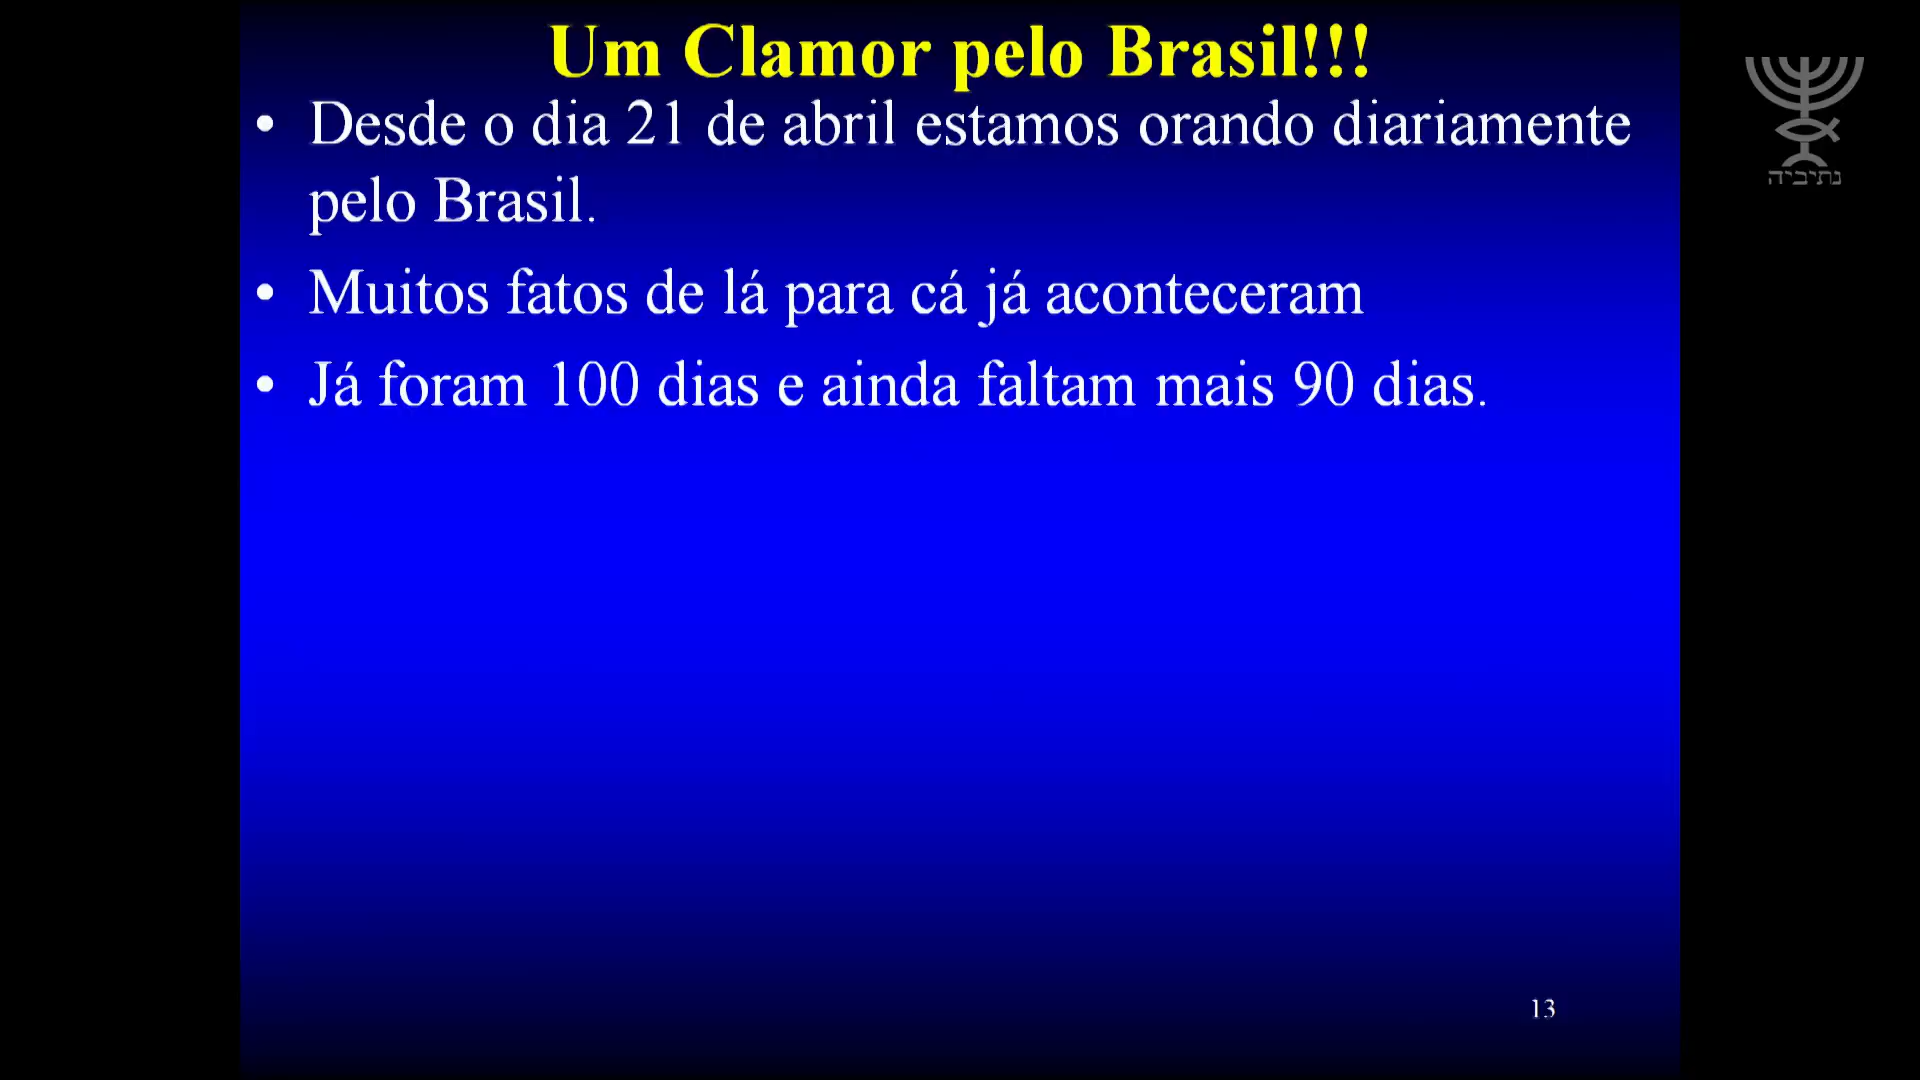 Um Clamor pelo Brasil!!!
• Desde o dia 21 de abril estamos orando diariamente
pelo Brasil.
• Muitos fatos de lá para cá já aconteceram
• Já foram 100 dias e ainda faltam mais 90 dias.
נתיביה
13